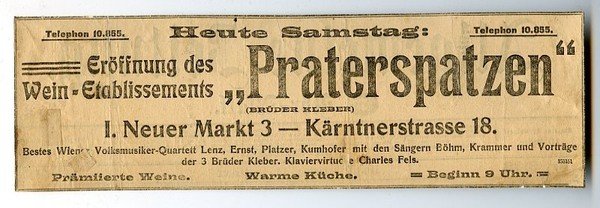 Telephon 10.855. Heute Samstag: Telephon 10.855.
Eröffnung des
Wein-Etablissements „Praterspatzen“
(BRÜDER KLEBER)
I. Neuer Markt 3 — Kärntnerstrasse 18.
Bestes Wiener Volksmusiker-Quartett Lenz, Ernst, Platzer, Kumhofer mit den Sängern Böhm, Krammer und Vorträge
der 3 Brüder Kleber. Klaviervirtuose Charles Fels.
Prämiierte Weine. Warme Küche. Beginn 9 Uhr.